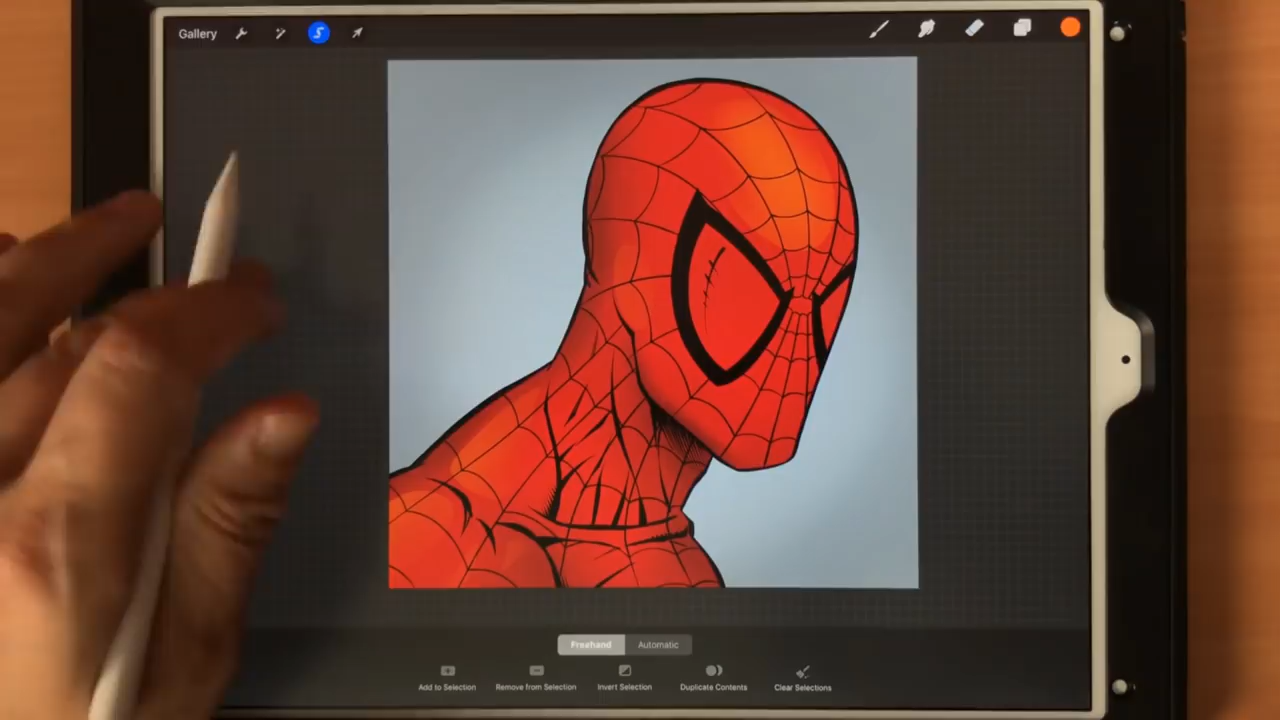 Gallery
Freehand Automatic
Add to Selection Remove from Selection Invert Selection Duplicate Contents Clear Selections